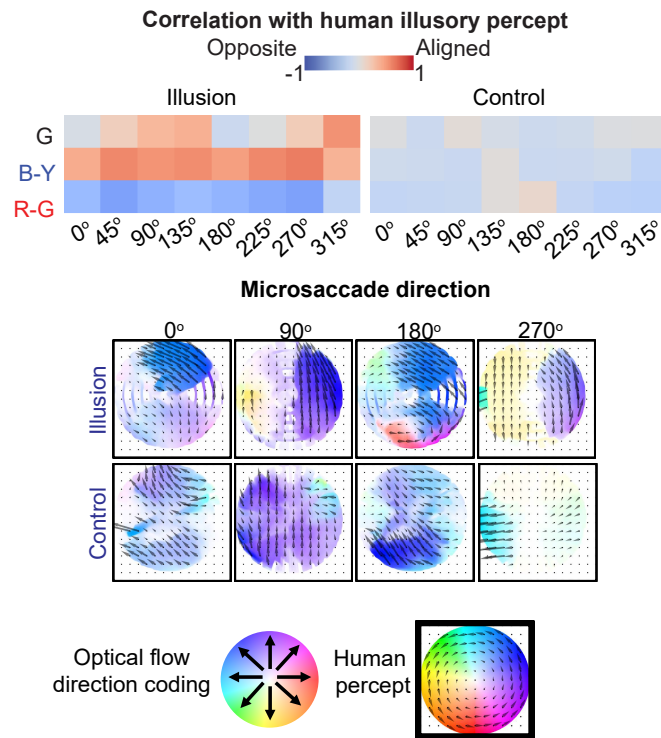 Correlation with human illusory percept
Opposite Aligned
-1 1
Illusion Control
G
B-Y
R-G
0° 45° 90° 135° 180° 225° 270° 315° 0° 45° 90° 135° 180° 225° 270° 315°
Microsaccade direction
0° 90° 180° 270°
Illusion
Control
Optical flow direction coding
Human percept